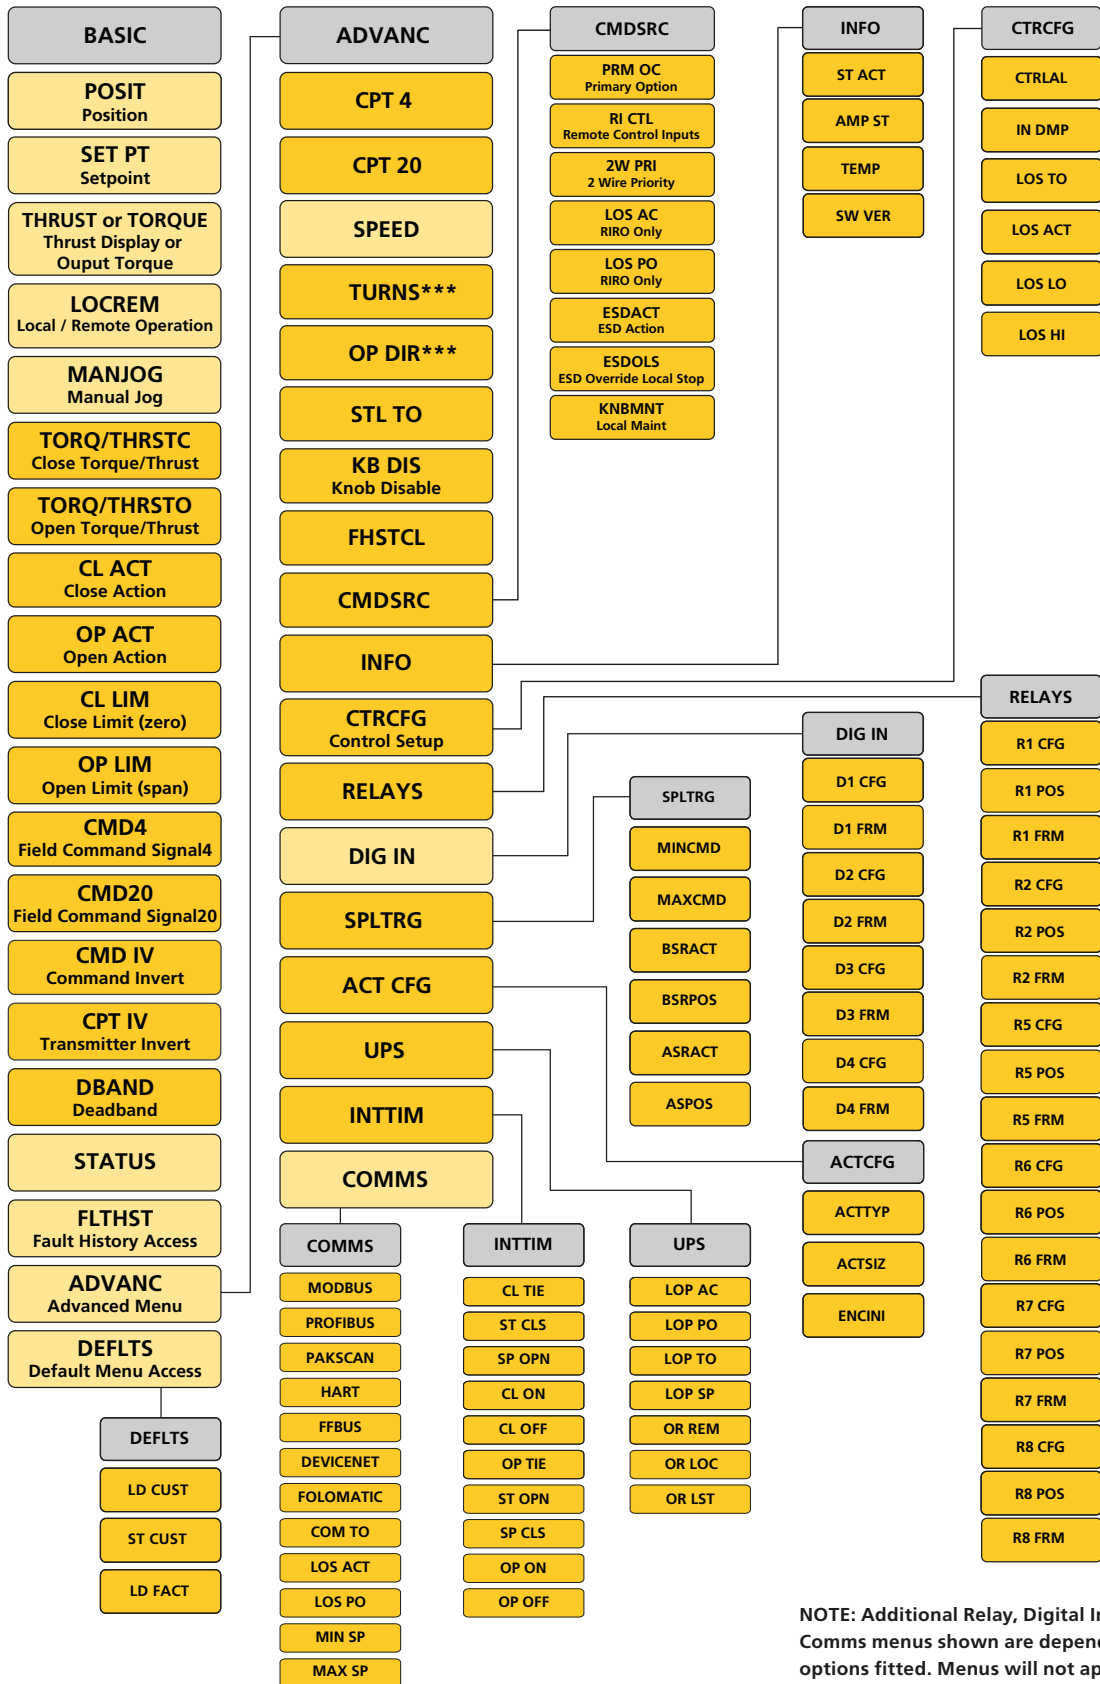 BASIC
POSIT
Position
SET PT
Setpoint
THRUST or TORQUE
Thrust Display or
Ouput Torque
LOCREM
Local / Remote Operation
MANJOG
Manual Jog
TORQ/THRSTC
Close Torque/Thrust
TORQ/THRSTO
Open Torque/Thrust
CL ACT
Close Action
OP ACT
Open Action
CL LIM
Close Limit (zero)
OP LIM
Open Limit (span)
CMD4
Field Command Signal4
CMD20
Field Command Signal20
CMD IV
Command Invert
CPT IV
Transmitter Invert
DBAND
Deadband
STATUS
FLTHST
Fault History Access
ADVANC
Advanced Menu
DEFLTS
Default Menu Access
DEFLTS
LD CUST
ST CUST
LD FACT
ADVANC
CPT 4
CPT 20
SPEED
TURNS***
OP DIR***
STL TO
KB DIS
Knob Disable
FHSTCL
CMDSRC
INFO
CTRCFG
Control Setup
RELAYS
DIG IN
SPLTRG
ACT CFG
UPS
INTTIM
COMMS
COMMS
MODBUS
PROFIBUS
PAKSCAN
HART
FFBUS
DEVICENET
FOLOMATIC
COM TO
LOS ACT
LOS PO
MIN SP
MAX SP
INTTIM
CL TIE
ST CLS
SP OPN
CL ON
CL OFF
OP TIE
ST OPN
SP CLS
OP ON
OP OFF
CMDSRC
PRM OC
Primary Option
RI CTL
Remote Control Inputs
2W PRI
2 Wire Priority
LOS AC
RIRO Only
LOS PO
RIRO Only
ESDACT
ESD Action
ESDOLS
ESD Override Local Stop
KNBMNT
Local Maint
SPLTRG
MINCMD
MAXCMD
BSRACT
BSRPOS
ASRACT
ASPOS
UPS
LOP AC
LOP PO
LOP TO
LOP SP
OR REM
OR LOC
OR LST
INFO
ST ACT
AMP ST
TEMP
SW VER
DIG IN
D1 CFG
D1 FRM
D2 CFG
D2 FRM
D3 CFG
D3 FRM
D4 CFG
D4 FRM
ACTCFG
ACTTYP
ACTSIZ
ENCINI
CTRCFG
CTRLAL
IN DMP
LOS TO
LOS ACT
LOS LO
LOS HI
RELAYS
R1 CFG
R1 POS
R1 FRM
R2 CFG
R2 POS
R2 FRM
R5 CFG
R5 POS
R5 FRM
R6 CFG
R6 POS
R6 FRM
R7 CFG
R7 POS
R7 FRM
R8 CFG
R8 POS
R8 FRM
NOTE: Additional Relay, Digital In
Comms menus shown are depend
options fitted. Menus will not ap